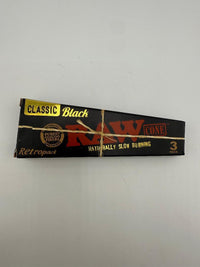 CLASSIC Black
RAW CONE
NATURALLY SLOW BURNING
3
Retropack